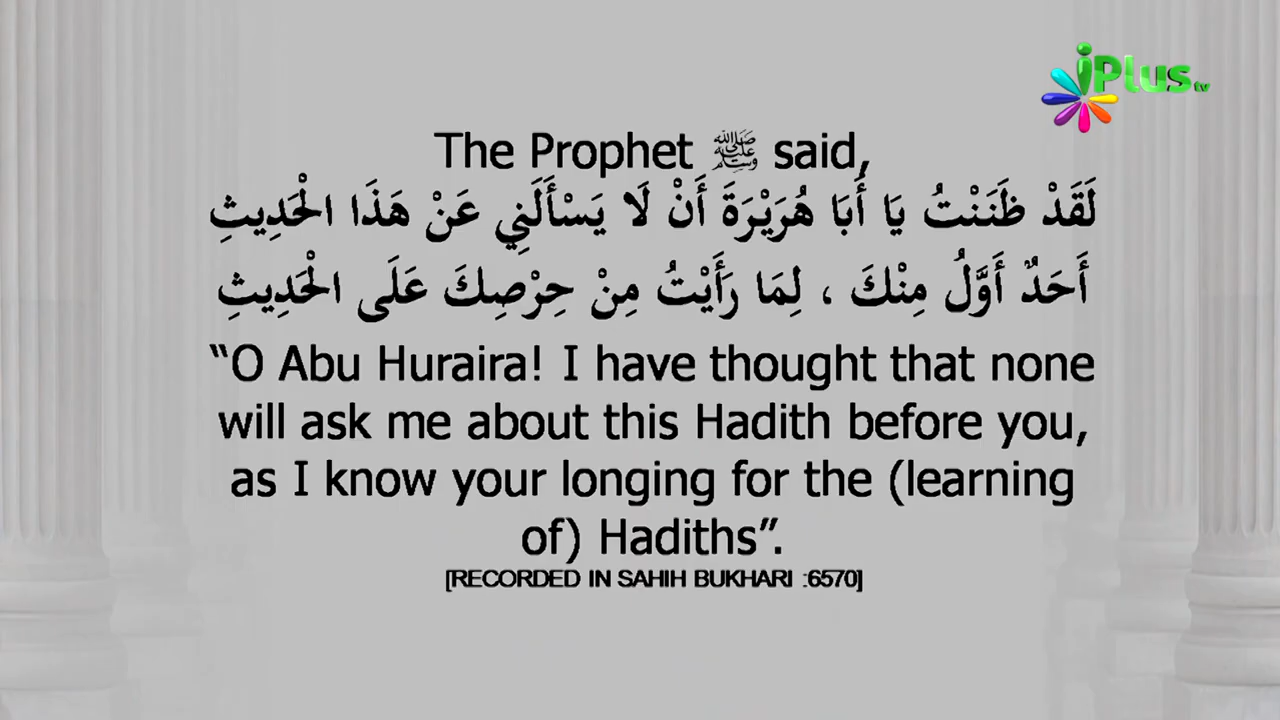 iPlus tv
The Prophet ﷺ said,
لَقَدْ ظَنَنْتُ يَا أَبَا هُرَيْرَةَ أَنْ لَا يَسْأَلَنِي عَنْ هَذَا الْحَدِيثِ
أَحَدٌ أَوَّلُ مِنْكَ ، لِمَا رَأَيْتُ مِنْ حِرْصِكَ عَلَى الْحَدِيثِ
“O Abu Huraira! I have thought that none
will ask me about this Hadith before you,
as I know your longing for the (learning
of) Hadiths”.
[RECORDED IN SAHIH BUKHARI :6570]